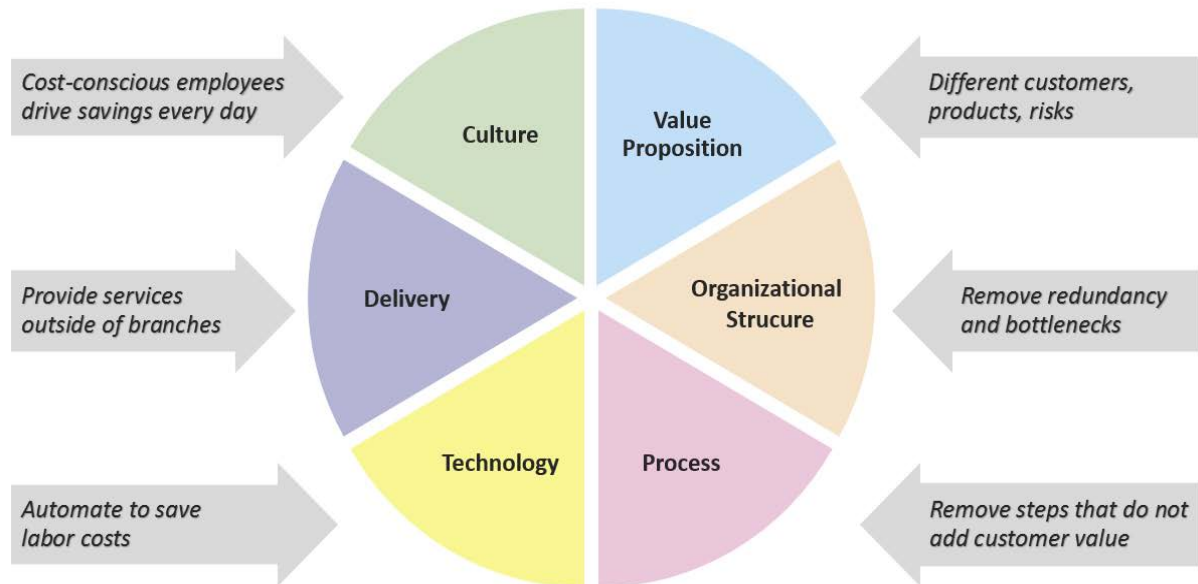 Cost-conscious employees
drive savings every day
Culture
Value
Proposition
Different customers,
products, risks
Provide services
outside of branches
Delivery
Organizational
Strucure
Remove redundancy
and bottlenecks
Automate to save
labor costs
Technology
Process
Remove steps that do not
add customer value